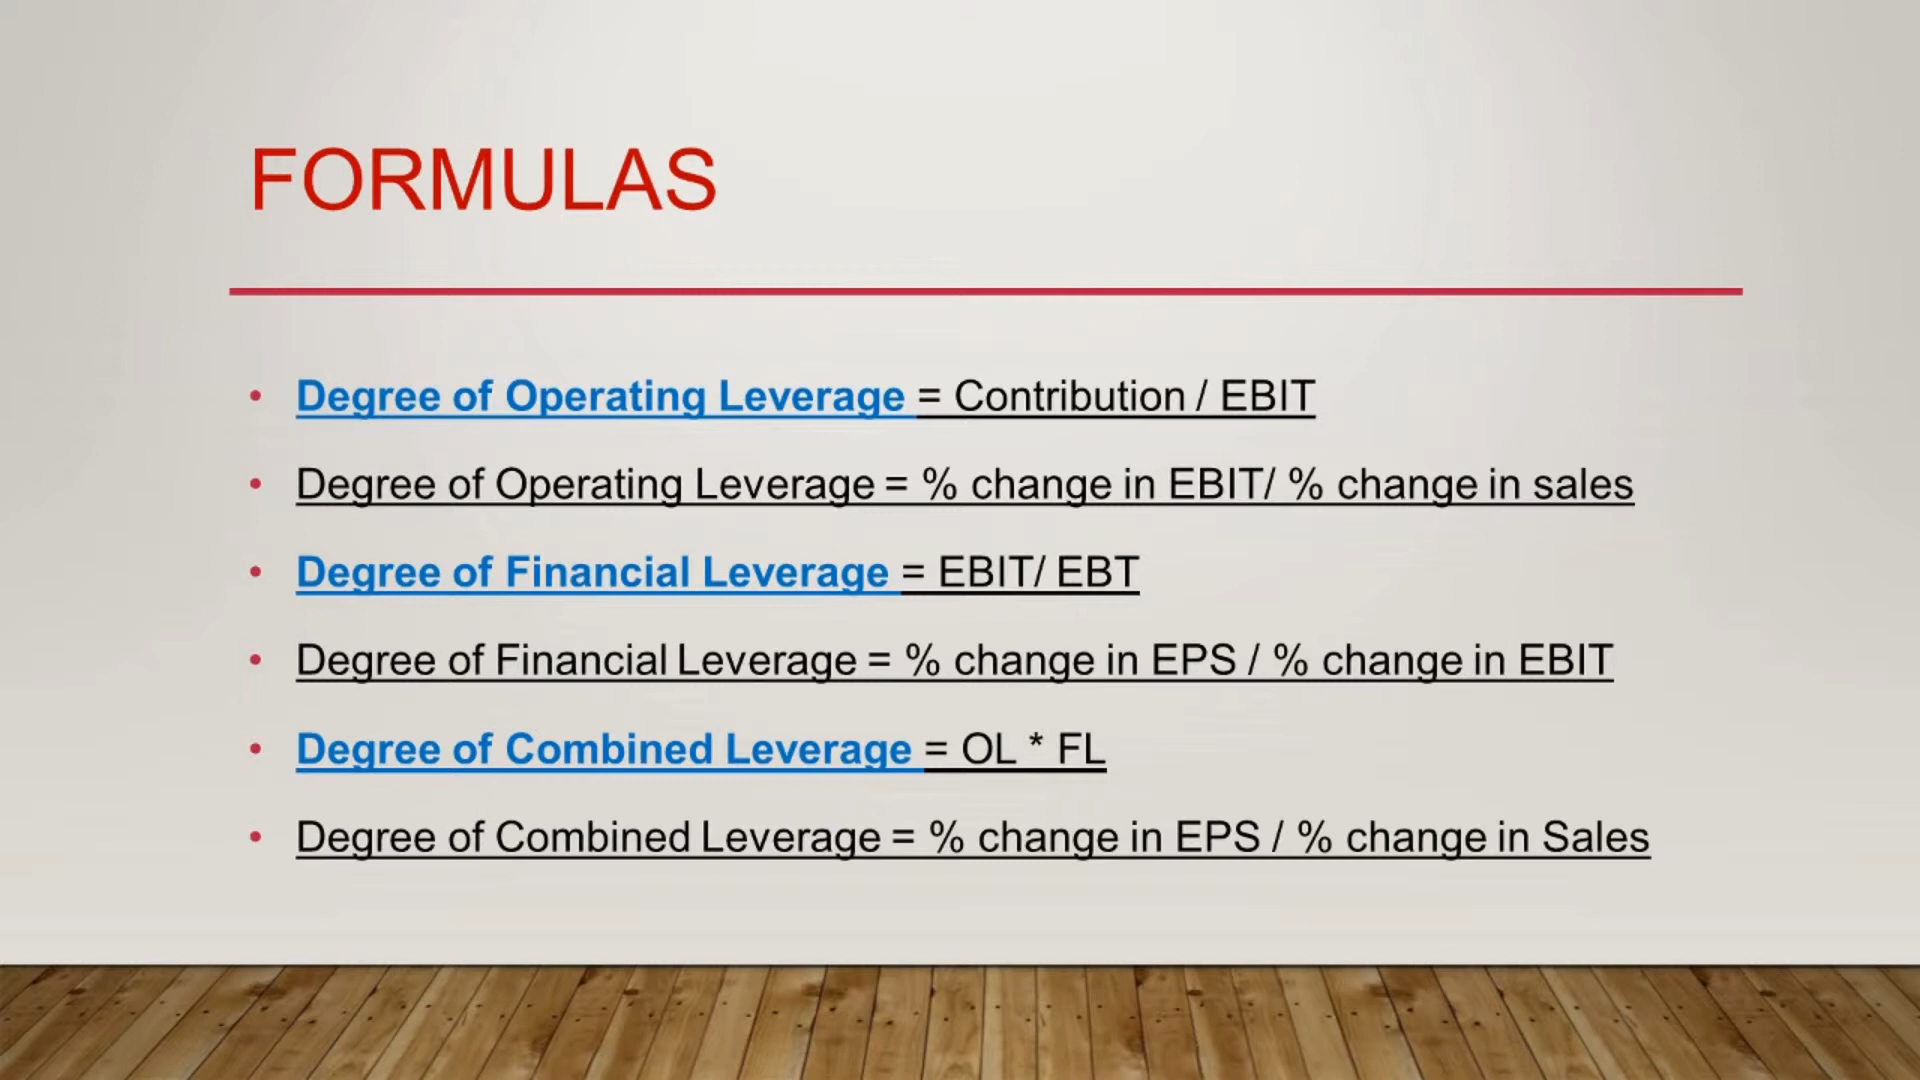 FORMULAS
• Degree of Operating Leverage = Contribution / EBIT
• Degree of Operating Leverage = % change in EBIT/ % change in sales
• Degree of Financial Leverage = EBIT/ EBT
• Degree of Financial Leverage = % change in EPS / % change in EBIT
• Degree of Combined Leverage = OL * FL
• Degree of Combined Leverage = % change in EPS / % change in Sales